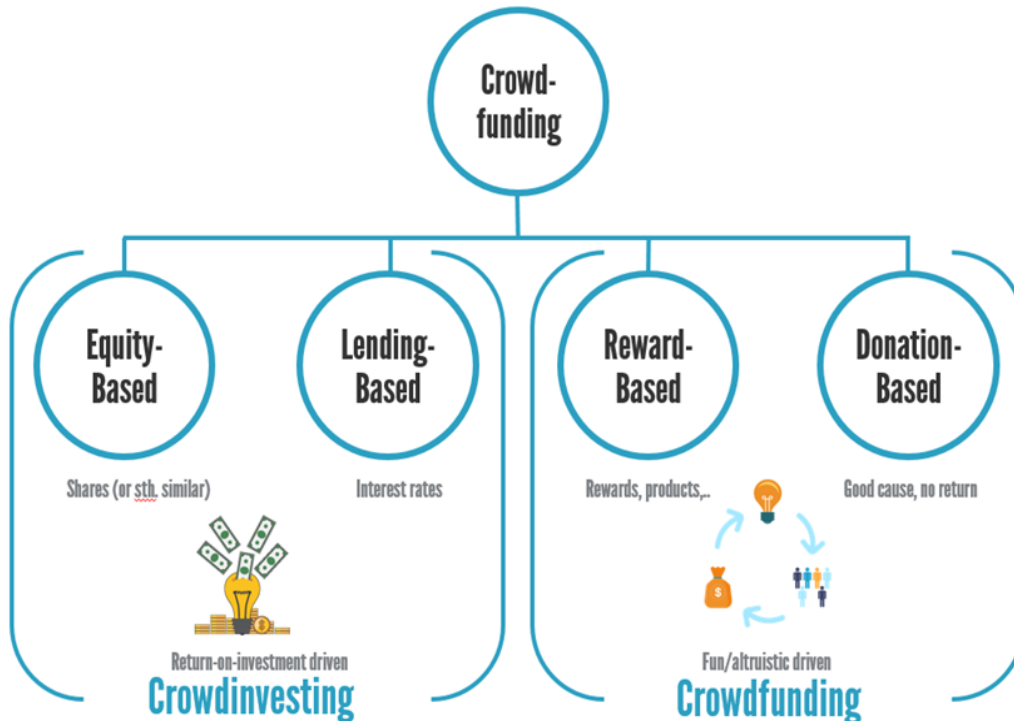 Crowd-
funding
Equity-
Based
Lending-
Based
Reward-
Based
Donation-
Based
Shares (or sth. similar)
Interest rates
Rewards, products,..
Good cause, no return
$
$
Return-on-investment driven
Fun/altruistic driven
Crowdinvesting
Crowdfunding